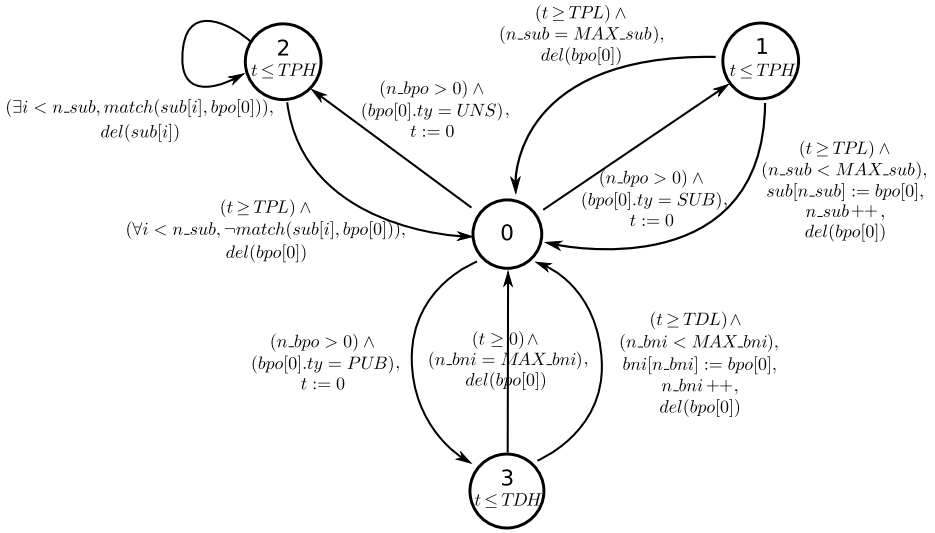 2
t ≤ TPH
(∃i < n_sub, match(sub[i], bpo[0])),
del(sub[i])
(n_bpo > 0) ∧
(bpo[0].ty = UNS),
t := 0
(t ≥ TPL) ∧
(n_sub = MAX_sub),
del(bpo[0])
1
t ≤ TPH
(t ≥ TPL) ∧
(n_sub < MAX_sub),
sub[n_sub] := bpo[0],
n_sub++,
del(bpo[0])
(n_bpo > 0) ∧
(bpo[0].ty = SUB),
t := 0
(t ≥ TPL) ∧
(∀i < n_sub, ¬match(sub[i], bpo[0])),
del(bpo[0])
0
(n_bpo > 0) ∧
(bpo[0].ty = PUB),
t := 0
(t ≥ 0) ∧
(n_bni = MAX_bni),
del(bpo[0])
(t ≥ TDL) ∧
(n_bni < MAX_bni),
bni[n_bni] := bpo[0],
n_bni++,
del(bpo[0])
3
t ≤ TDH